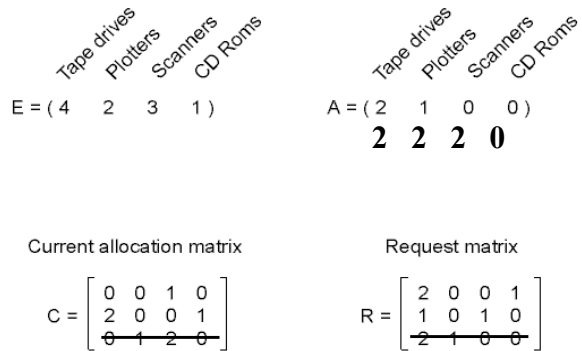 Tape drives Plotters Scanners CD Roms
E = ( 4 2 3 1 )
Tape drives Plotters Scanners CD Roms
A = ( 2 1 0 0 )
2 2 2 0
Current allocation matrix
C =
0 0 1 0
2 0 0 1
0 1 2 0
Request matrix
R =
2 0 0 1
1 0 1 0
2 1 0 0